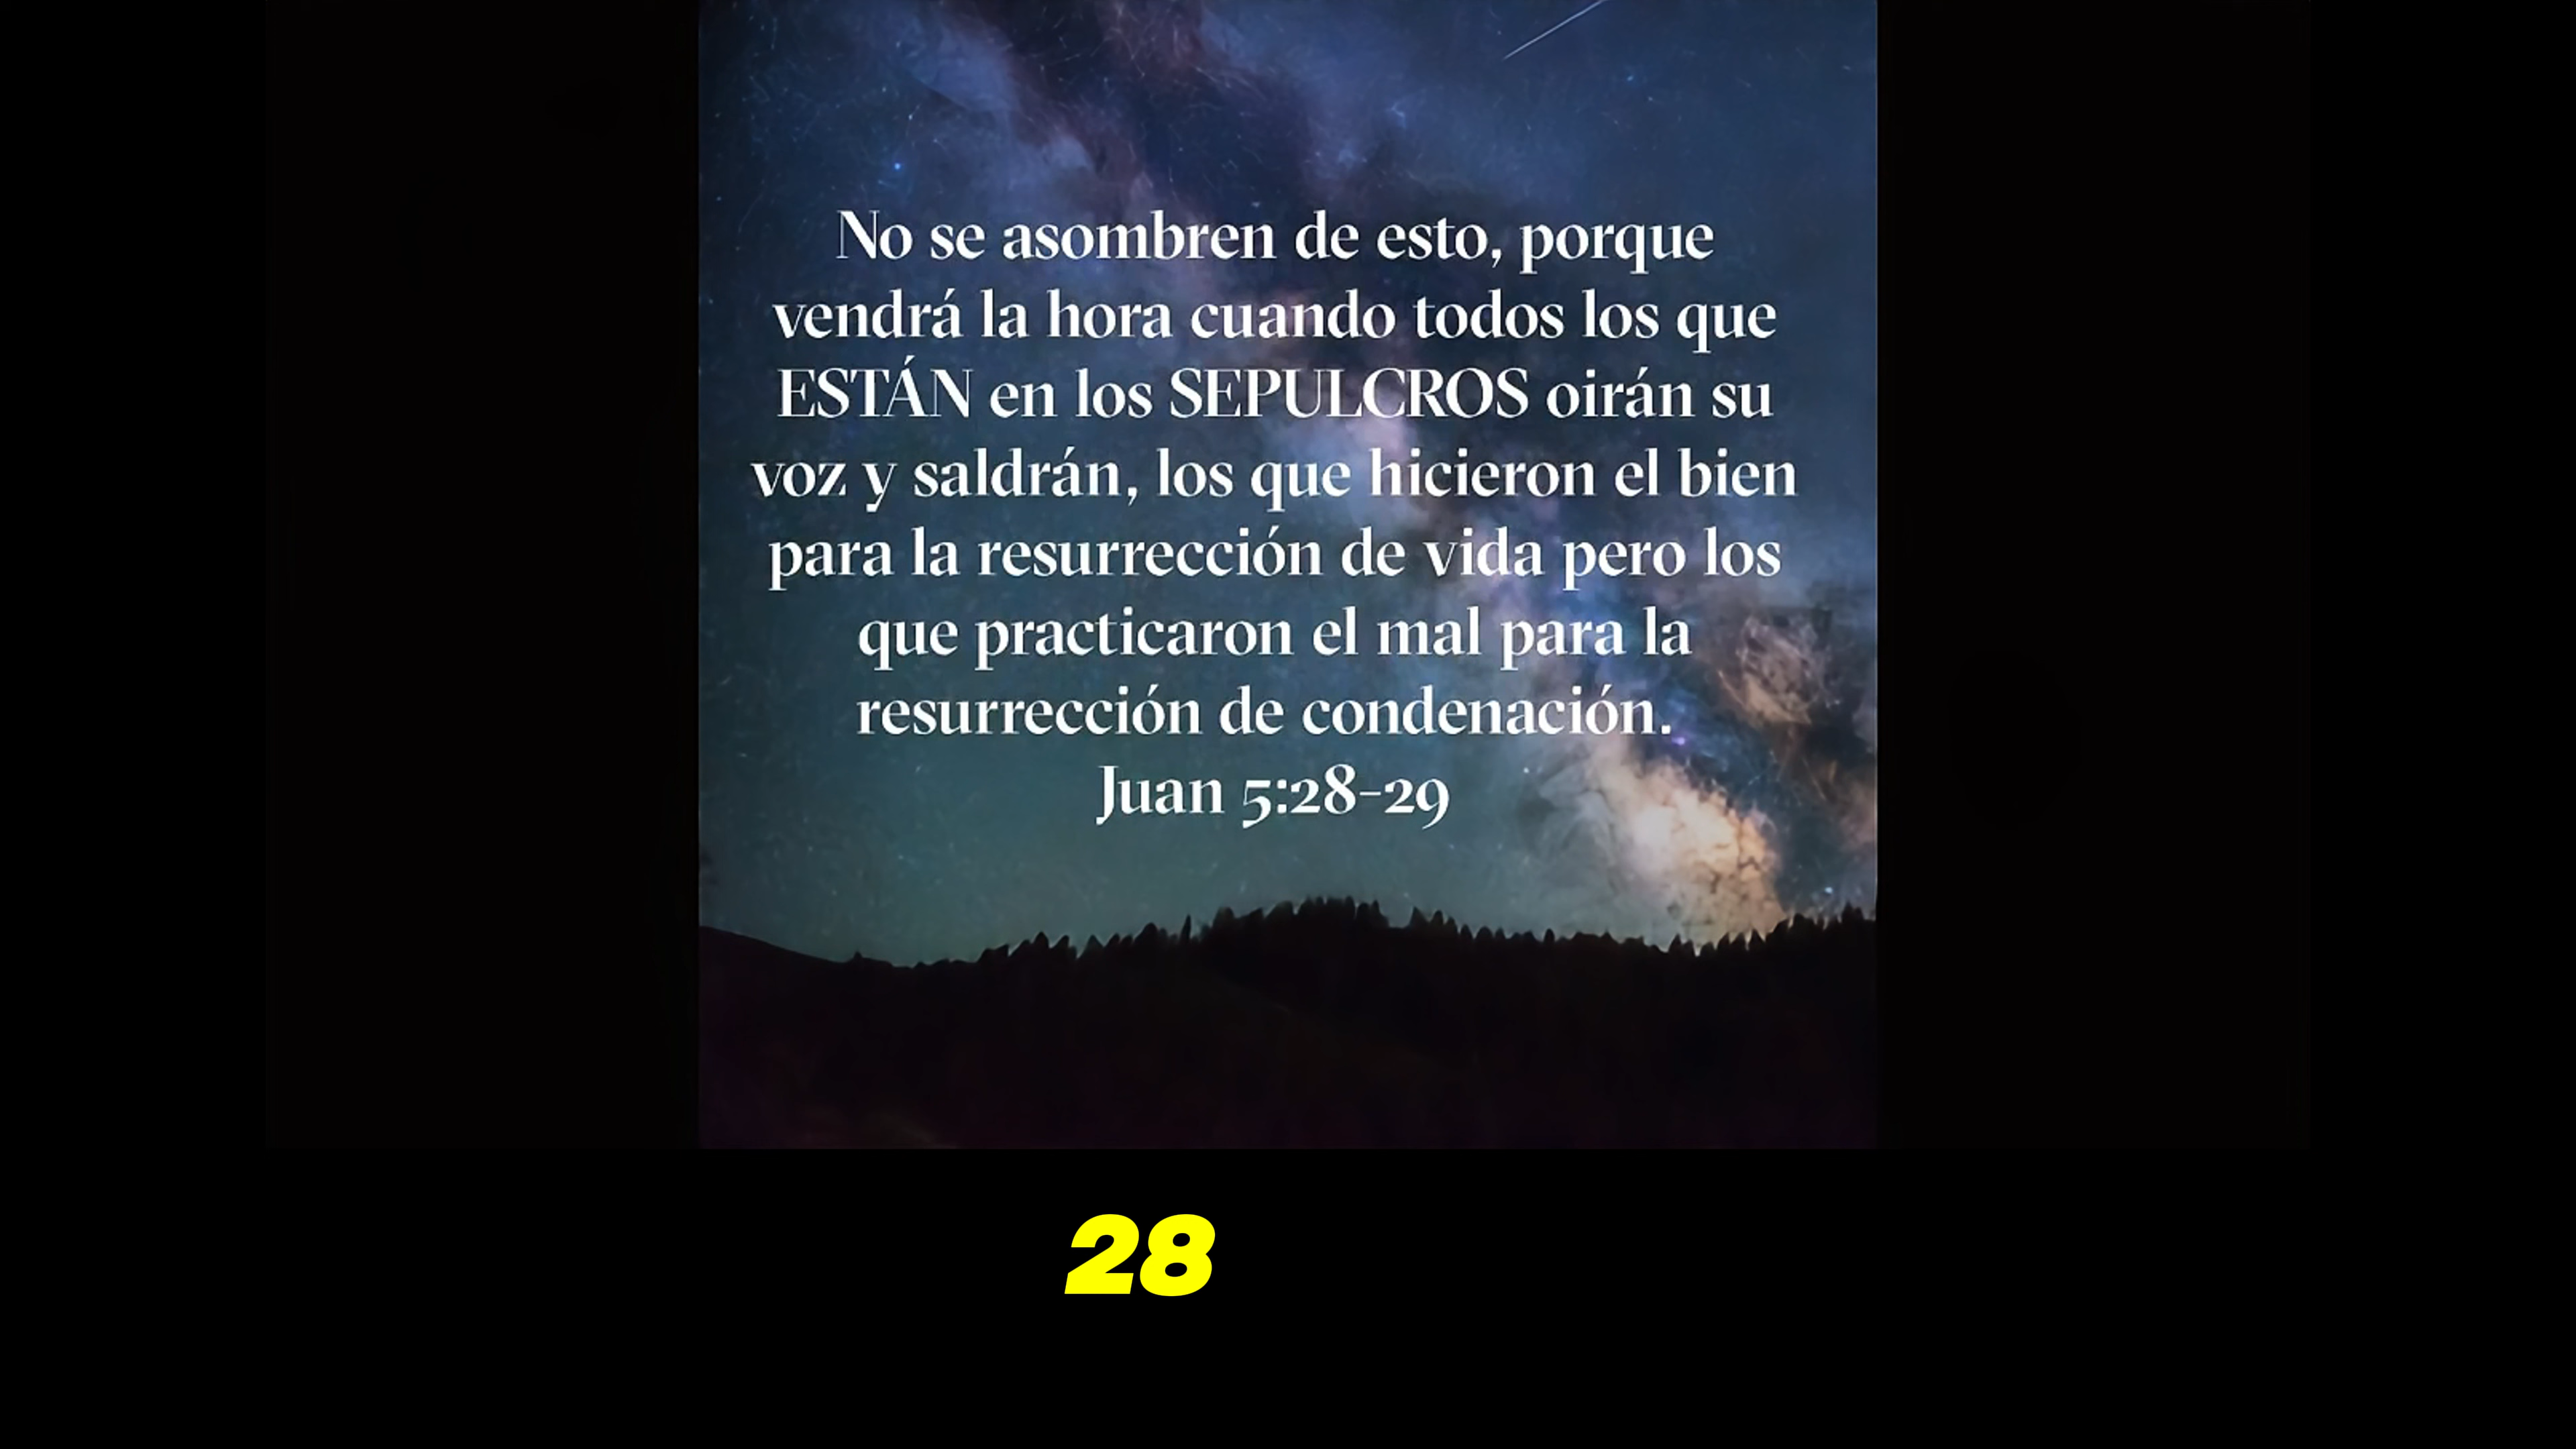 No se asombren de esto, porque
vendrá la hora cuando todos los que
ESTÁN en los SEPULCROS oirán su
voz y saldrán, los que hicieron el bien
para la resurrección de vida pero los
que practicaron el mal para la
resurrección de condenación.
Juan 5:28-29
28